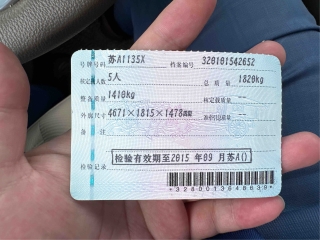 号牌号码 苏A1135X 档案编号 320101542652
核定载人数 5人 总质量 1820kg
整备质量 1410kg 核定载质量 --
外廓尺寸 4671×1815×1478mm 准牵引总质量 --
备注
检验有效期至2015年09月苏A()
检验记录
*3280013648639*